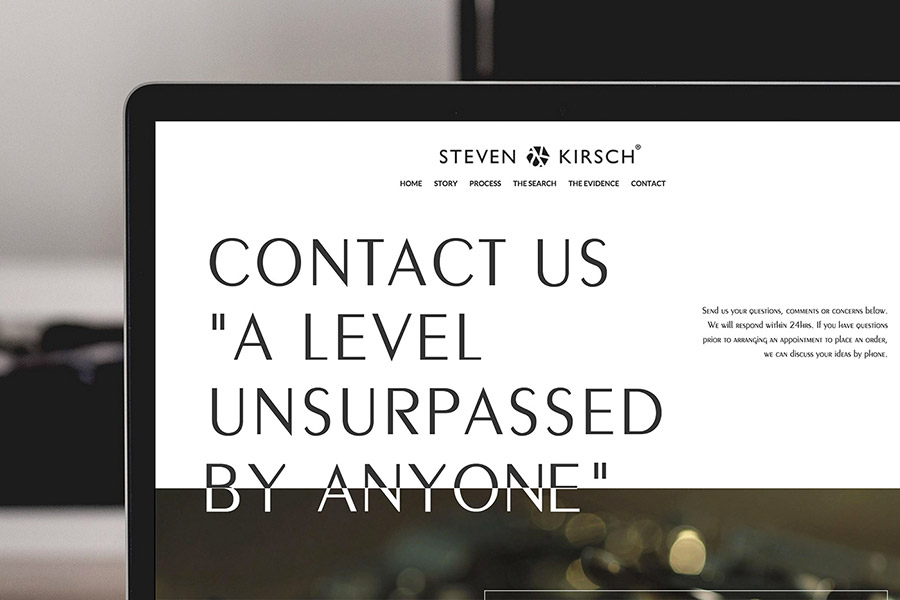 STEVEN KIRSCH®
HOME STORY PROCESS THE SEARCH THE EVIDENCE CONTACT
CONTACT US
"A LEVEL
UNSURPASSED
BY ANYONE"
Send us your questions, comments or concerns below.
We will respond within 24hrs. If you have questions
prior to arranging an appointment to place an order,
we can discuss your ideas by phone.